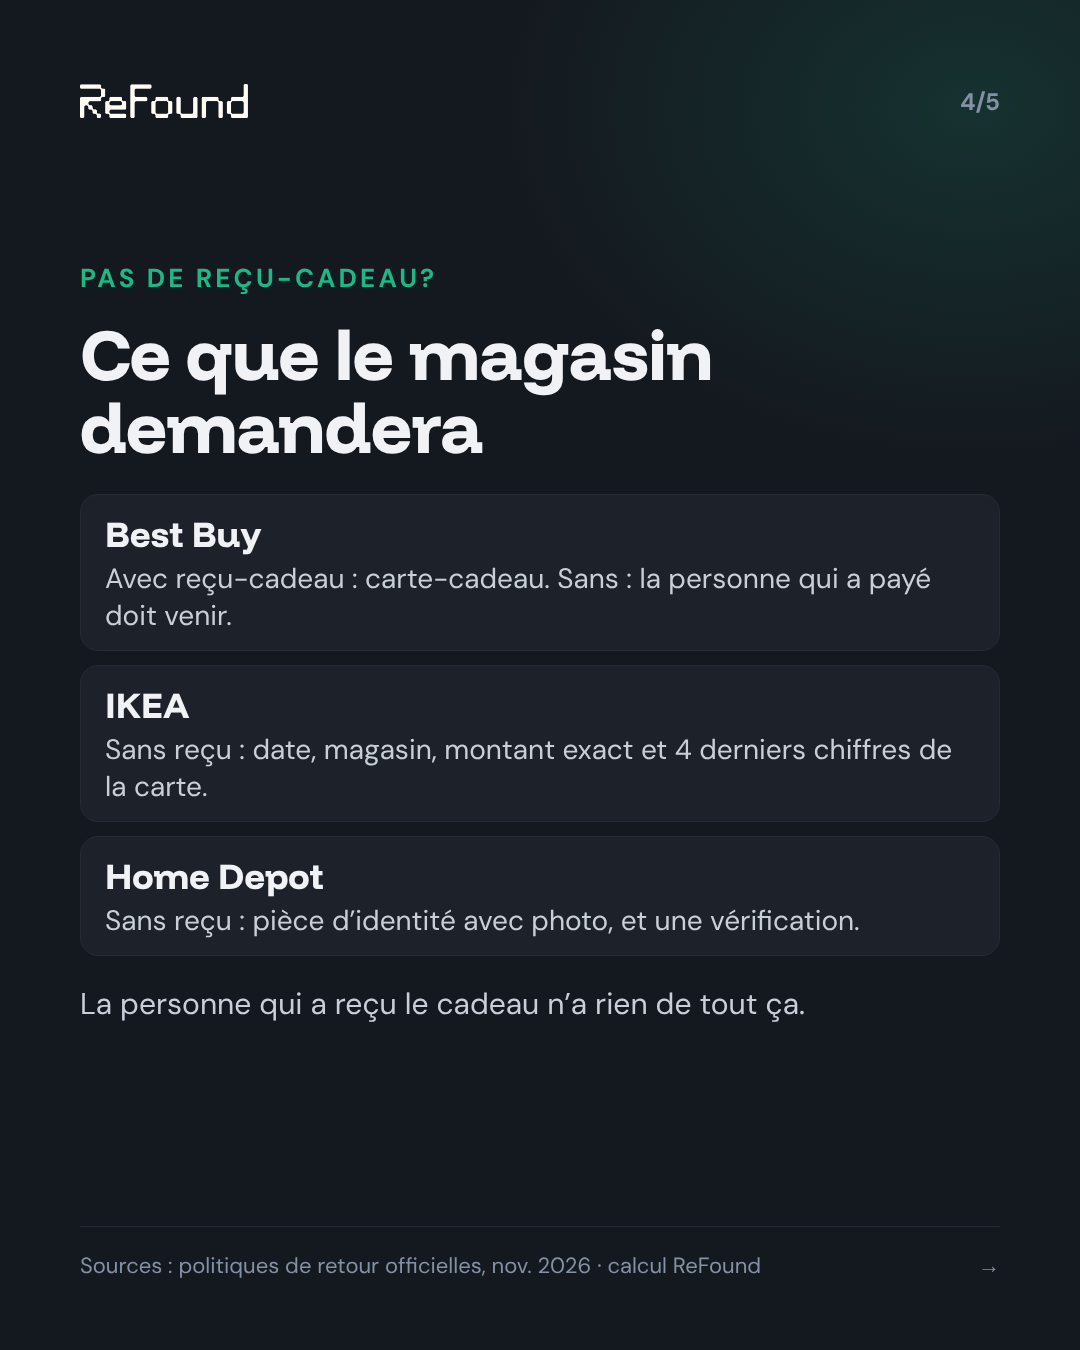 ReFound
4/5
PAS DE REÇU-CADEAU?
Ce que le magasin
demandera
Best Buy
Avec reçu-cadeau : carte-cadeau. Sans : la personne qui a payé
doit venir.
IKEA
Sans reçu : date, magasin, montant exact et 4 derniers chiffres de
la carte.
Home Depot
Sans reçu : pièce d’identité avec photo, et une vérification.
La personne qui a reçu le cadeau n’a rien de tout ça.
Sources : politiques de retour officielles, nov. 2026 · calcul ReFound →